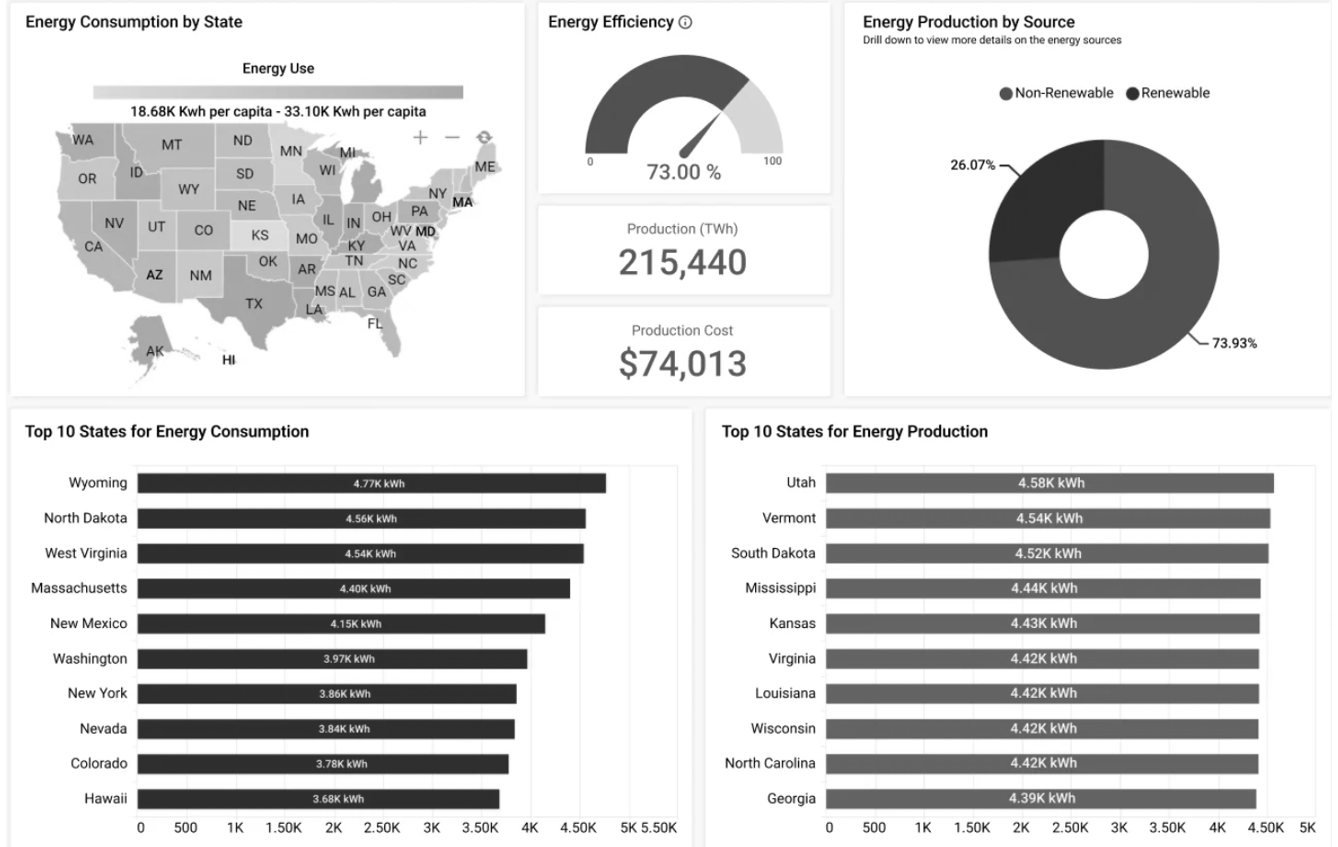 Energy Consumption by State
Energy Use
18.68K Kwh per capita - 33.10K Kwh per capita
WA
MT
ND
MN
MI
ME
OR
ID
SD
WI
WY
NY
MA
NE
IA
PA
NV
UT
CO
KS
IL
IN
OH
WV
MD
CA
MO
KY
VA
AZ
NM
OK
AR
TN
NC
SC
TX
MS
AL
GA
LA
FL
AK
HI
Energy Efficiency
0
100
73.00 %
Production (TWh)
215,440
Production Cost
$74,013
Energy Production by Source
Drill down to view more details on the energy sources
Non-Renewable
Renewable
26.07%
73.93%
Top 10 States for Energy Consumption
Wyoming 4.77K kWh
North Dakota 4.56K kWh
West Virginia 4.54K kWh
Massachusetts 4.40K kWh
New Mexico 4.15K kWh
Washington 3.97K kWh
New York 3.86K kWh
Nevada 3.84K kWh
Colorado 3.78K kWh
Hawaii 3.68K kWh
0 500 1K 1.50K 2K 2.50K 3K 3.50K 4K 4.50K 5K 5.50K
Top 10 States for Energy Production
Utah 4.58K kWh
Vermont 4.54K kWh
South Dakota 4.52K kWh
Mississippi 4.44K kWh
Kansas 4.43K kWh
Virginia 4.42K kWh
Louisiana 4.42K kWh
Wisconsin 4.42K kWh
North Carolina 4.42K kWh
Georgia 4.39K kWh
0 500 1K 1.50K 2K 2.50K 3K 3.50K 4K 4.50K 5K